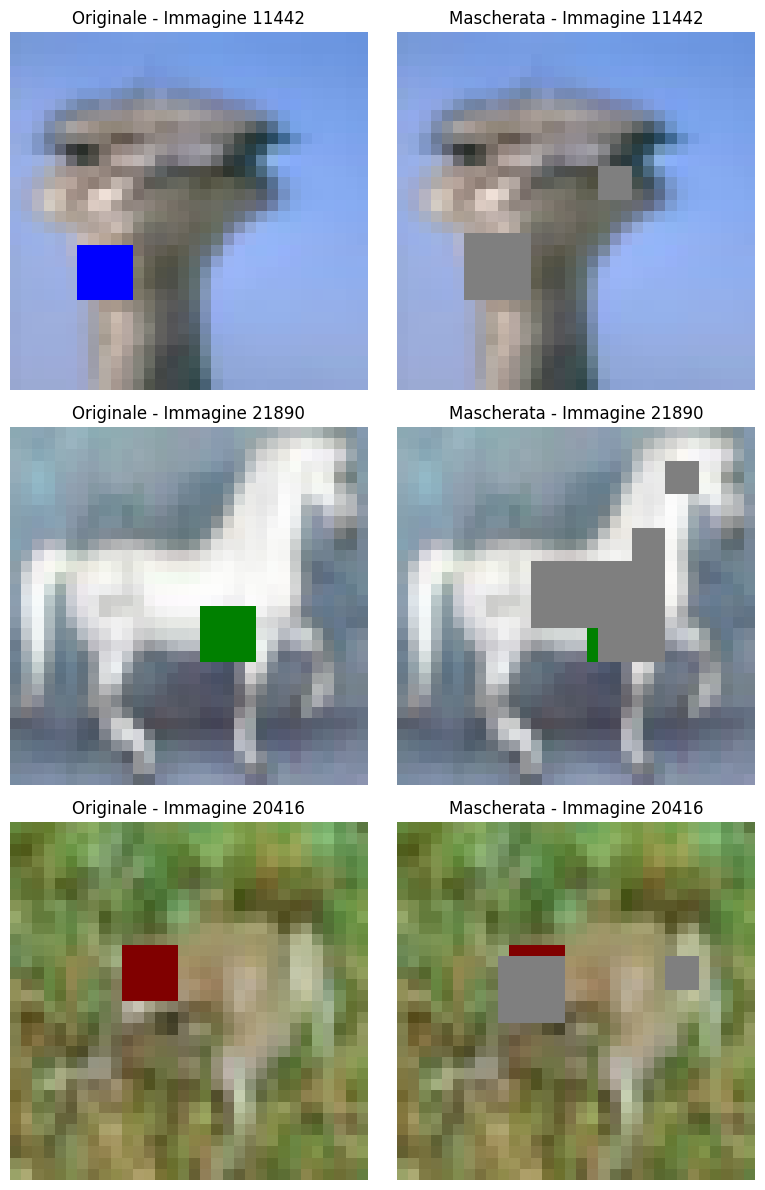 Originale - Immagine 11442
Mascherata - Immagine 11442
Originale - Immagine 21890
Mascherata - Immagine 21890
Originale - Immagine 20416
Mascherata - Immagine 20416